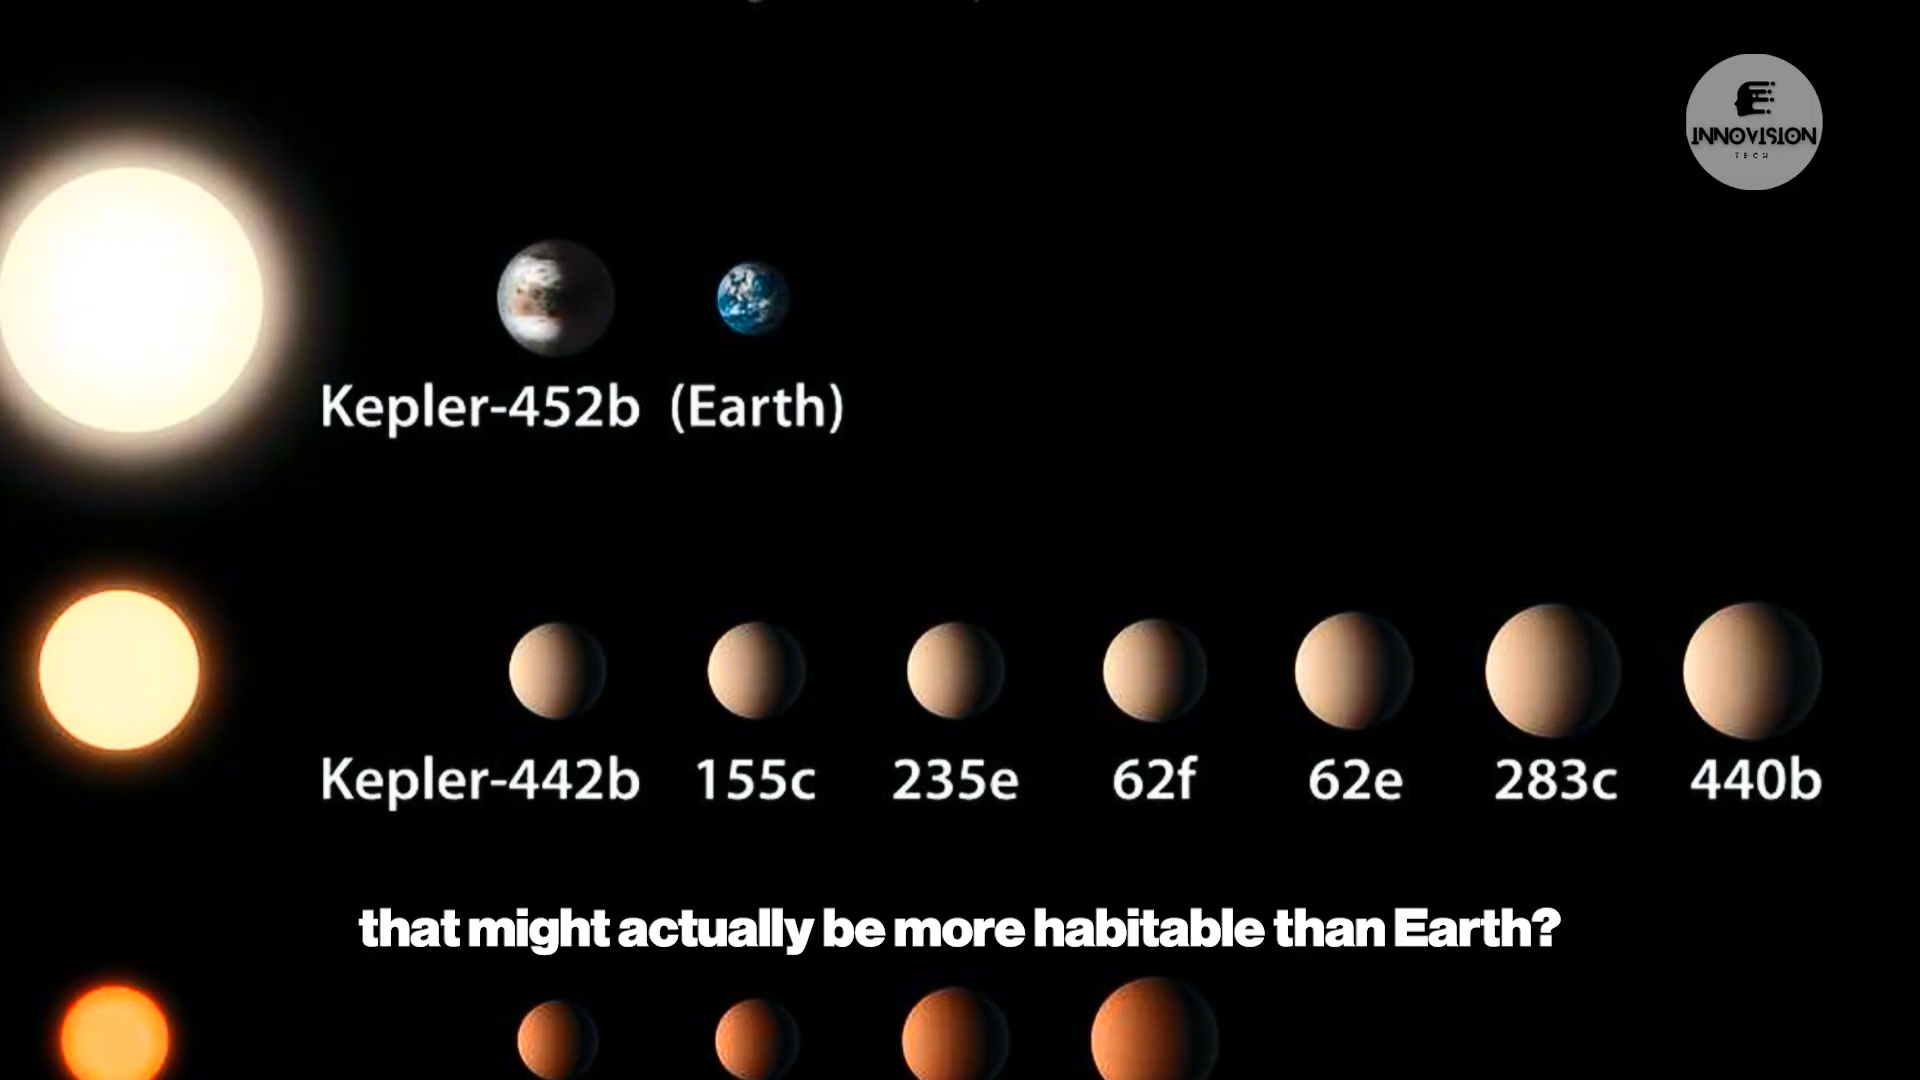 INNOVISION
TECH
Kepler-452b (Earth)
Kepler-442b 155c 235e 62f 62e 283c 440b
that might actually be more habitable than Earth?